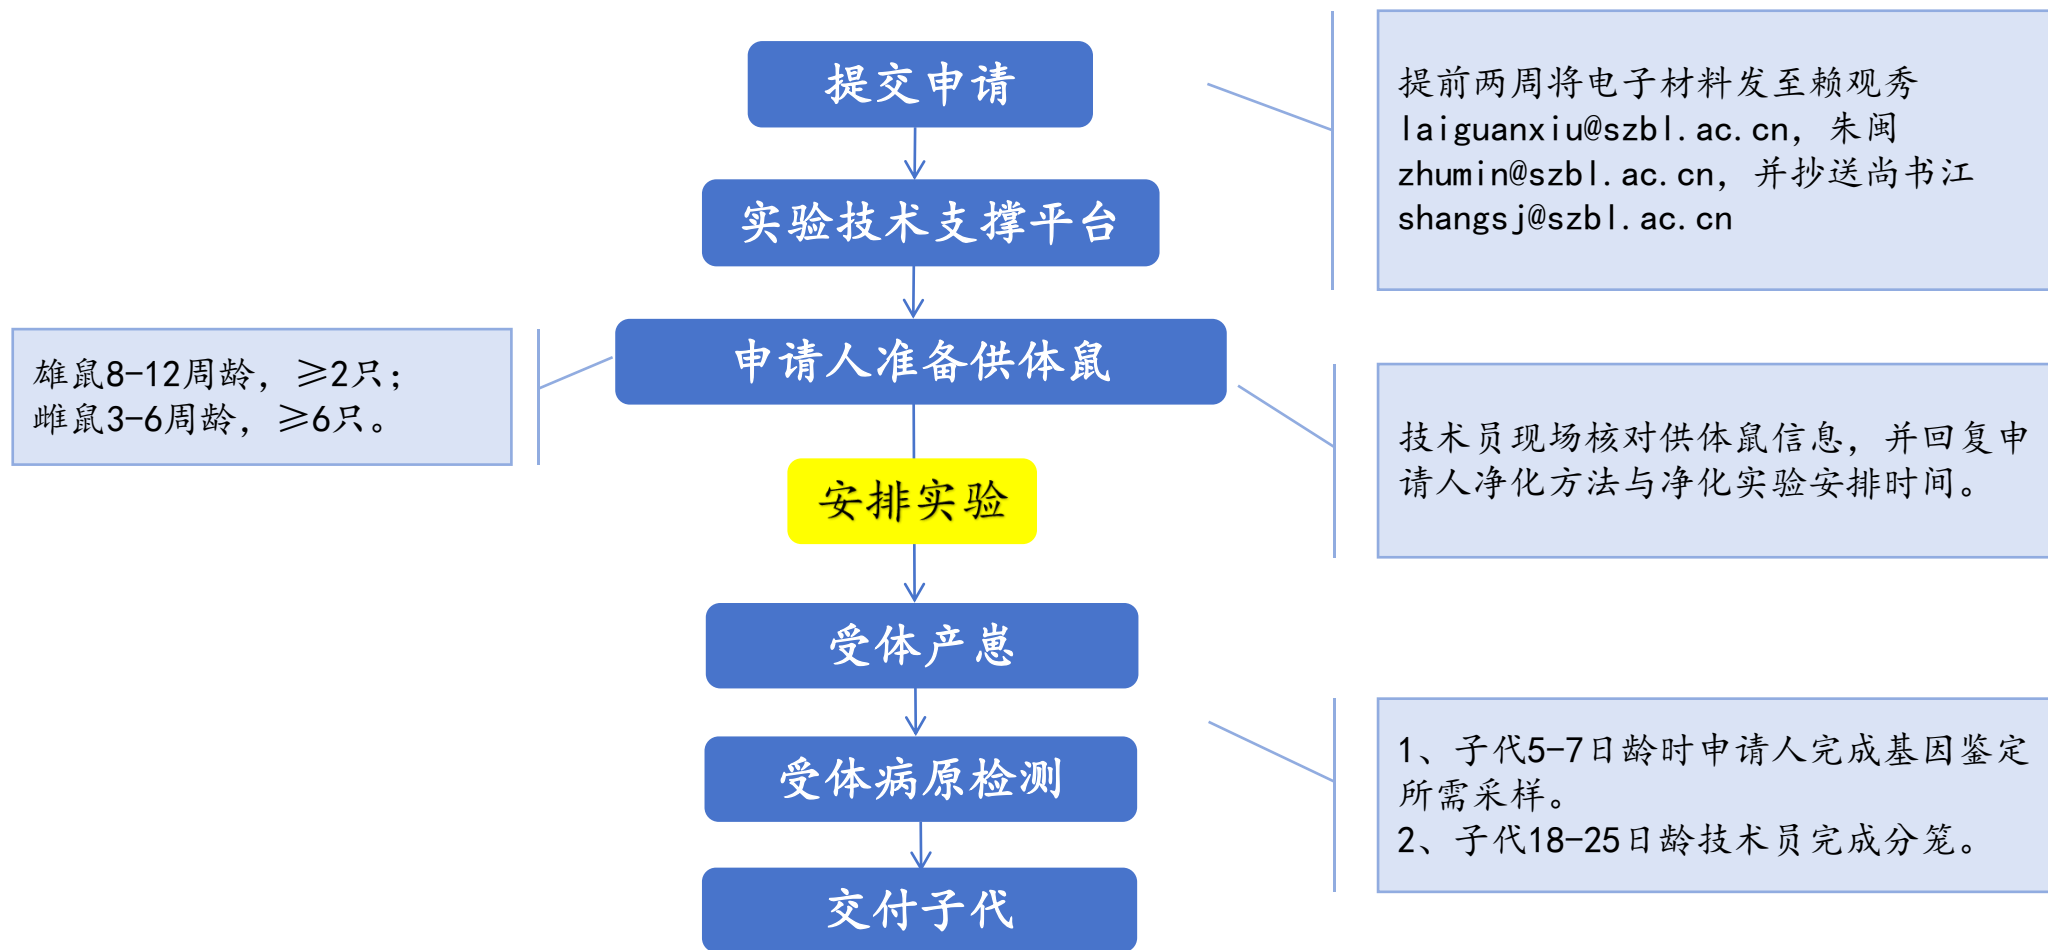 提交申请
提前两周将电子材料发至赖观秀
laiguanxiu@szbl.ac.cn, 朱闽
zhumin@szbl.ac.cn, 并抄送尚书江
shangsj@szbl.ac.cn
实验技术支撑平台
申请人准备供体鼠
雄鼠8-12周龄, ≥2只;
雌鼠3-6周龄, ≥6只。
技术员现场核对供体鼠信息, 并回复申
请人净化方法与净化实验安排时间。
安排实验
受体产崽
受体病原检测
1、子代5-7日龄时申请人完成基因鉴定
所需采样。
2、子代18-25日龄技术员完成分笼。
交付子代